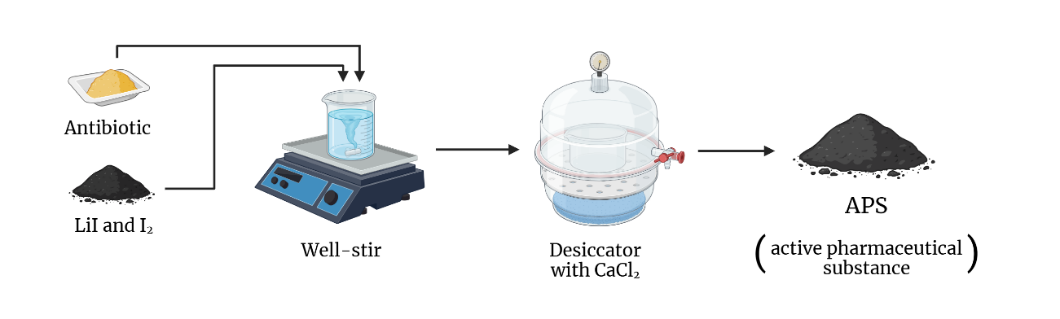 Antibiotic
LiI and I₂
Well-stir
Desiccator
with CaCl₂
APS
(active pharmaceutical
substance)